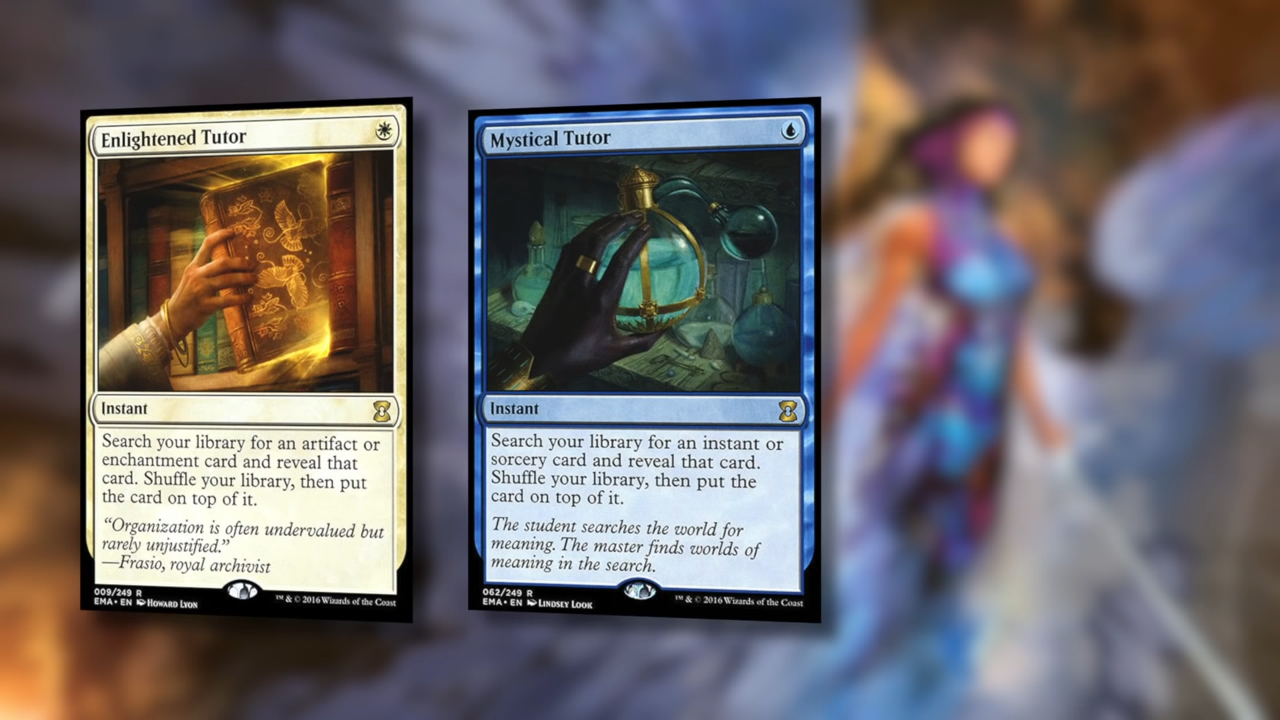 Enlightened Tutor
Instant
Search your library for an artifact or
enchantment card and reveal that
card. Shuffle your library, then put
the card on top of it.
“Organization is often undervalued but
rarely unjustified.”
—Frasio, royal archivist
009/249 R
EMA • EN Howard Lyon
™ & © 2016 Wizards of the Coast
Mystical Tutor
Instant
Search your library for an instant or
sorcery card and reveal that card.
Shuffle your library, then put the
card on top of it.
The student searches the world for
meaning. The master finds worlds of
meaning in the search.
062/249 R
EMA • EN Lindsey Look
™ & © 2016 Wizards of the Coast